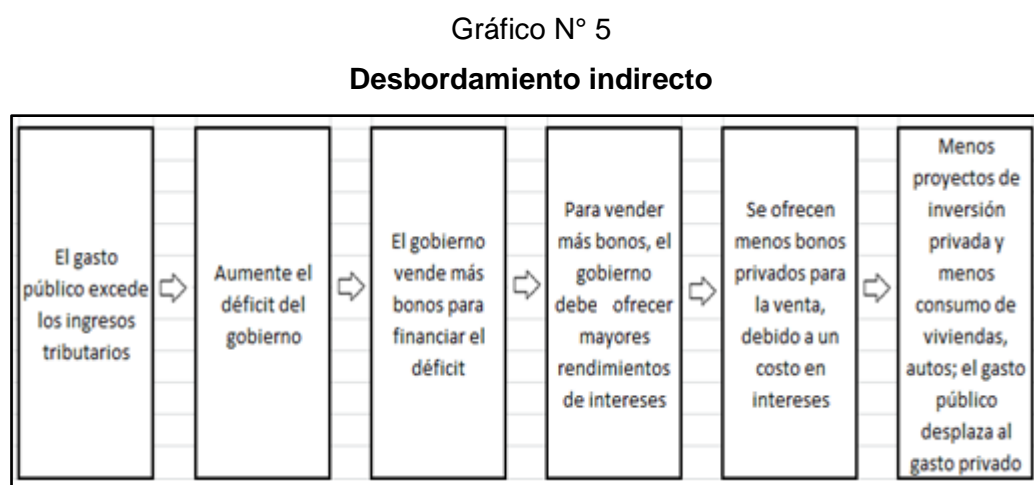 Gráfico N° 5
Desbordamiento indirecto
El gasto
público excede
los ingresos
tributarios
Aumente el
déficit del
gobierno
El gobierno
vende más
bonos para
financiar el
déficit
Para vender
más bonos, el
gobierno
debe ofrecer
mayores
rendimientos
de intereses
Se ofrecen
menos bonos
privados para
la venta,
debido a un
costo en
intereses
Menos
proyectos de
inversión
privada y
menos
consumo de
viviendas,
autos; el gasto
público
desplaza al
gasto privado